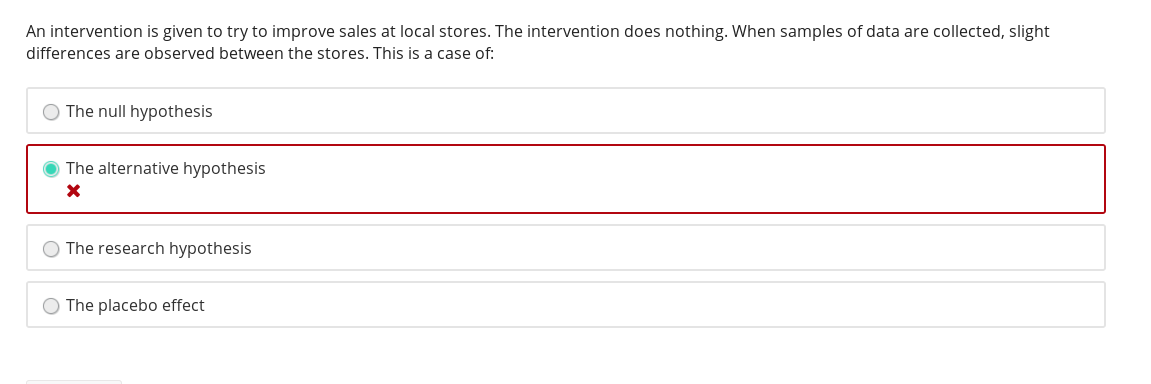 An intervention is given to try to improve sales at local stores. The intervention does nothing. When samples of data are collected, slight
differences are observed between the stores. This is a case of:
The null hypothesis
The alternative hypothesis
The research hypothesis
The placebo effect